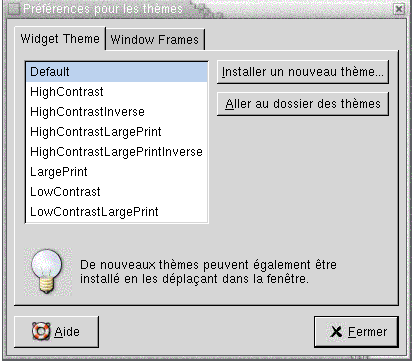 Préférences pour les thèmes
Widget Theme
Window Frames
Default
HighContrast
HighContrastInverse
HighContrastLargePrint
HighContrastLargePrintInverse
LargePrint
LowContrast
LowContrastLargePrint
Installer un nouveau thème...
Aller au dossier des thèmes
De nouveaux thèmes peuvent également être
installé en les déplaçant dans la fenêtre.
Aide
Fermer